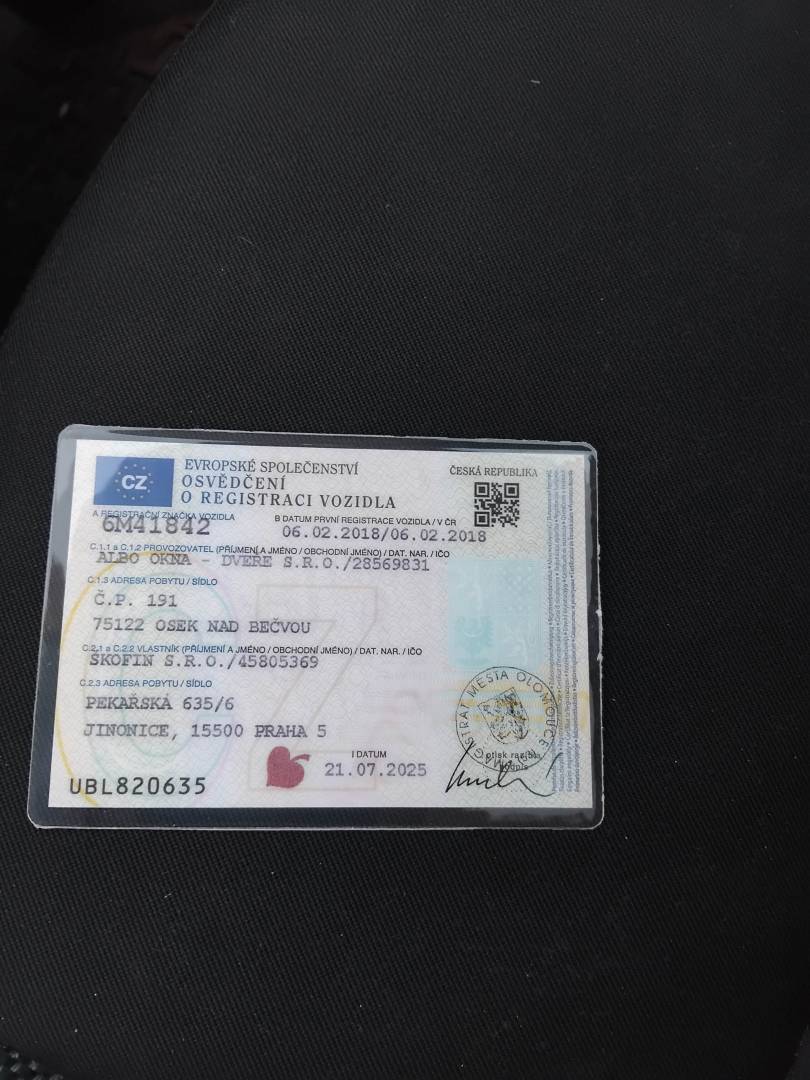 CZ
EVROPSKÉ SPOLEČENSTVÍ
OSVĚDČENÍ
O REGISTRACI VOZIDLA
ČESKÁ REPUBLIKA
A REGISTRAČNÍ ZNAČKA VOZIDLA
6M41842
B DATUM PRVNÍ REGISTRACE VOZIDLA / V ČR
06.02.2018/06.02.2018
C.1.1 a C.1.2 PROVOZOVATEL (PŘÍJMENÍ A JMÉNO / OBCHODNÍ JMÉNO) / DAT. NAR. / IČO
ALBO OKNA - DVEŘE S.R.O./28569831
C.1.3 ADRESA POBYTU / SÍDLO
Č.P. 191
75122 OSEK NAD BEČVOU
C.2.1 a C.2.2 VLASTNÍK (PŘÍJMENÍ A JMÉNO / OBCHODNÍ JMÉNO) / DAT. NAR. / IČO
ŠKOFIN S.R.O./45805369
C.2.3 ADRESA POBYTU / SÍDLO
PEKAŘSKÁ 635/6
JINONICE, 15500 PRAHA 5
I DATUM
21.07.2025
UBL820635
MAGISTRÁT MĚSTA OLOMOUCE
otisk razítka